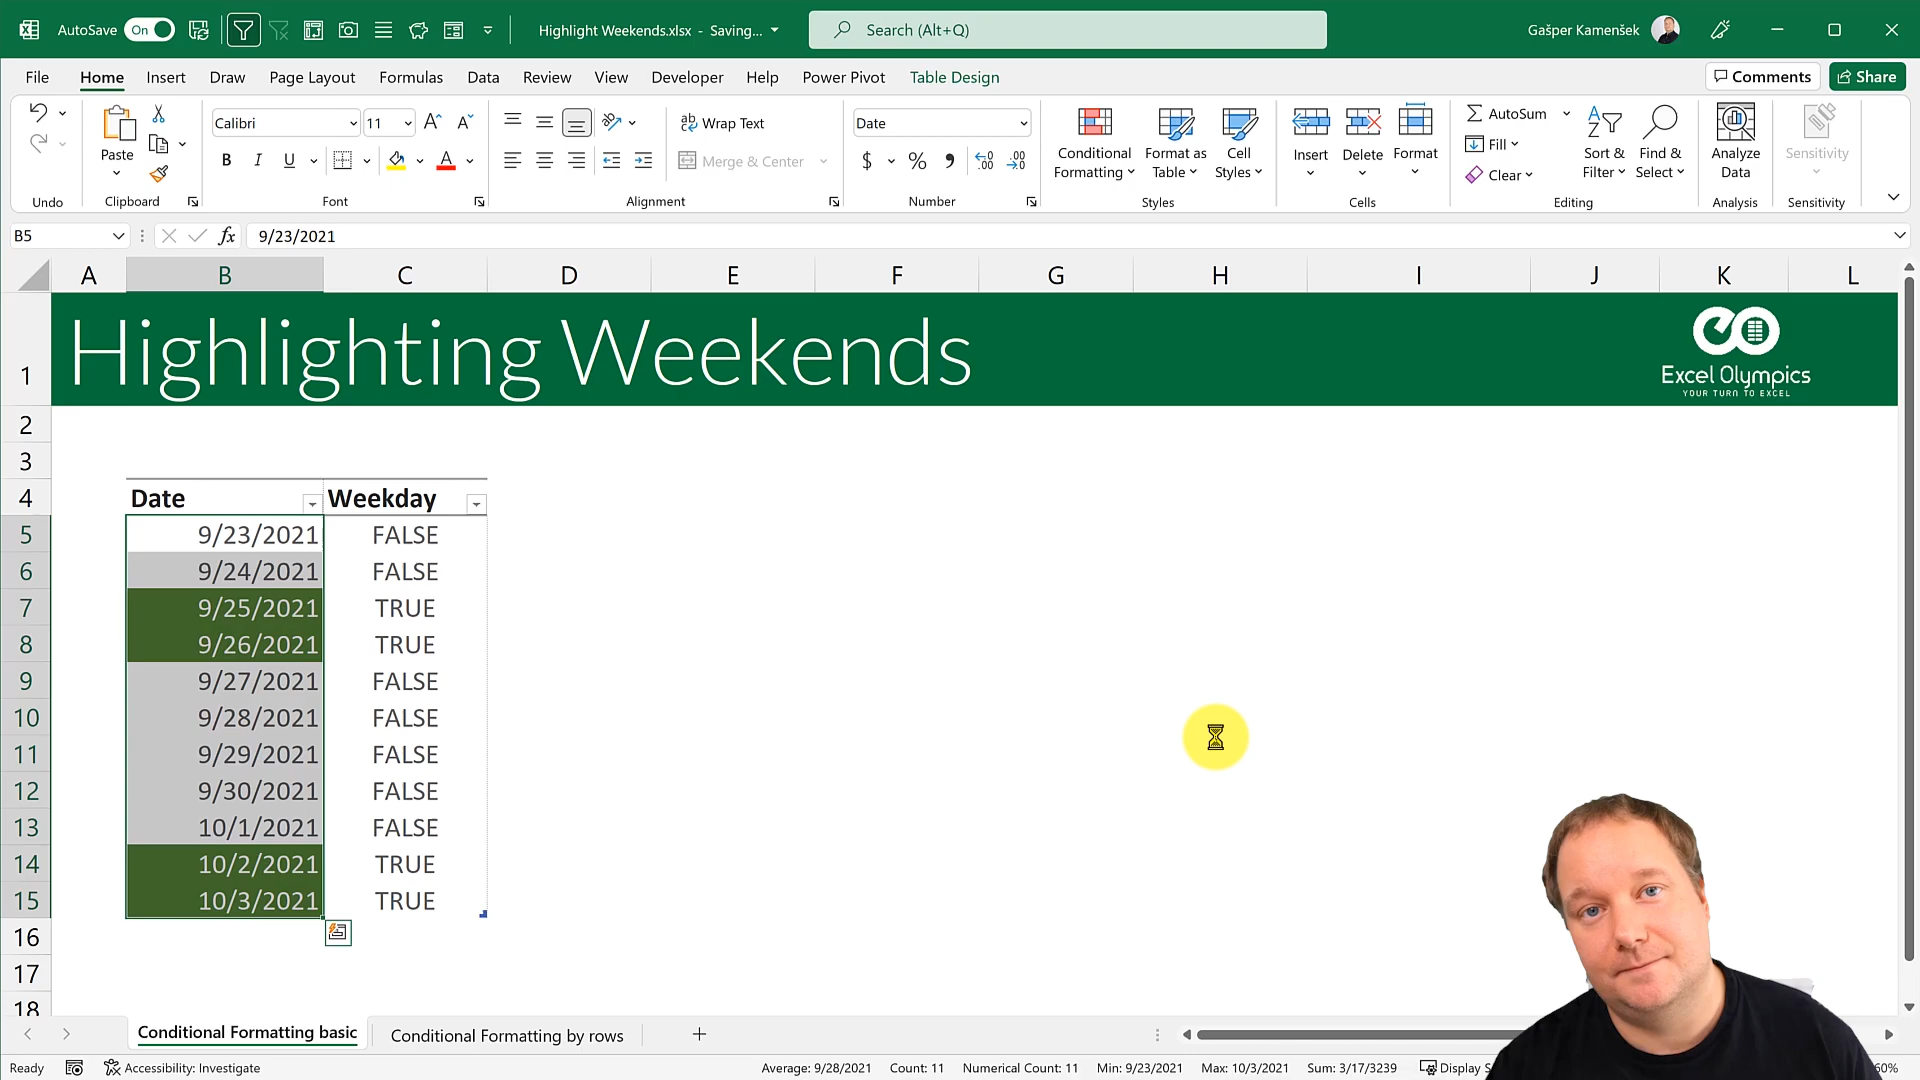 AutoSave On Highlight Weekends.xlsx - Saving... Search (Alt+Q) Gašper Kamenšek
File Home Insert Draw Page Layout Formulas Data Review View Developer Help Power Pivot Table Design Comments Share
Calibri 11 Wrap Text Date AutoSum
Paste Merge & Center Conditional Formatting Format as Table Cell Styles Insert Delete Format Fill Clear Sort & Filter Find & Select Analyze Data Sensitivity
Undo Clipboard Font Alignment Number Styles Cells Editing Analysis Sensitivity
B5 fx 9/23/2021
A B C D E F G H I J K L
1 Highlighting Weekends
Excel Olympics
YOUR TURN TO EXCEL
2
3
4 Date Weekday
5 9/23/2021 FALSE
6 9/24/2021 FALSE
7 9/25/2021 TRUE
8 9/26/2021 TRUE
9 9/27/2021 FALSE
10 9/28/2021 FALSE
11 9/29/2021 FALSE
12 9/30/2021 FALSE
13 10/1/2021 FALSE
14 10/2/2021 TRUE
15 10/3/2021 TRUE
16
17
18
Conditional Formatting basic Conditional Formatting by rows
Ready Accessibility: Investigate Average: 9/28/2021 Count: 11 Numerical Count: 11 Min: 9/23/2021 Max: 10/3/2021 Sum: 3/17/3239 Display